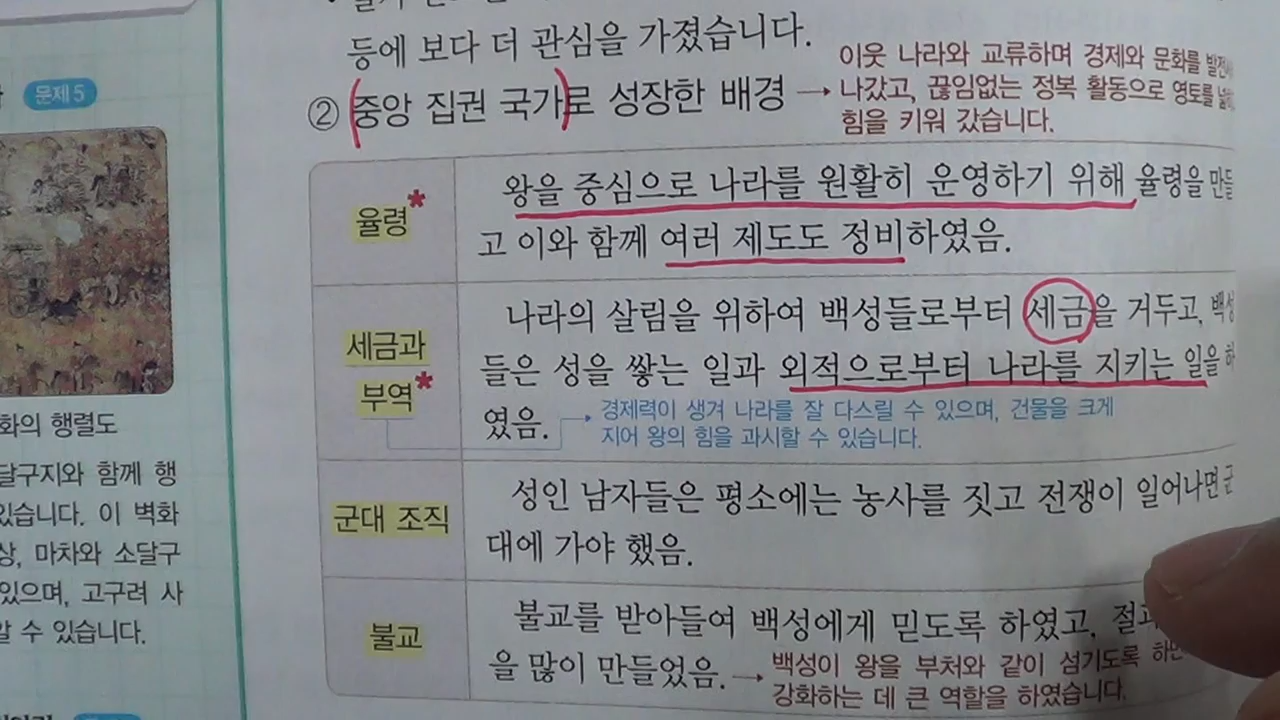 등에 보다 더 관심을 가졌습니다.
② 중앙 집권 국가로 성장한 배경 → 이웃 나라와 교류하며 경제와 문화를
나갔고, 끊임없는 정복 활동으로 영토를
힘을 키워 갔습니다.
율령*
왕을 중심으로 나라를 원활히 운영하기 위해 율령을 만들
고 이와 함께 여러 제도도 정비하였음.
세금과
부역*
나라의 살림을 위하여 백성들로부터 세금을 거두고, 백성
들은 성을 쌓는 일과 외적으로부터 나라를 지키는 일을 하
였음.
경제력이 생겨 나라를 잘 다스릴 수 있으며, 건물을 크게
지어 왕의 힘을 과시할 수 있습니다.
군대 조직
성인 남자들은 평소에는 농사를 짓고 전쟁이 일어나면 군
대에 가야 했음.
불교
불교를 받아들여 백성에게 믿도록 하였고,
을 많이 만들었음. → 백성이 왕을 부처와 같이 섬기도록
강화하는 데 큰 역할을 하였습니다.
문제 5
화의 행렬도
달구지와 함께 행
있습니다. 이 벽화
상, 마차와 소달구
있으며, 고구려 사
알 수 있습니다.